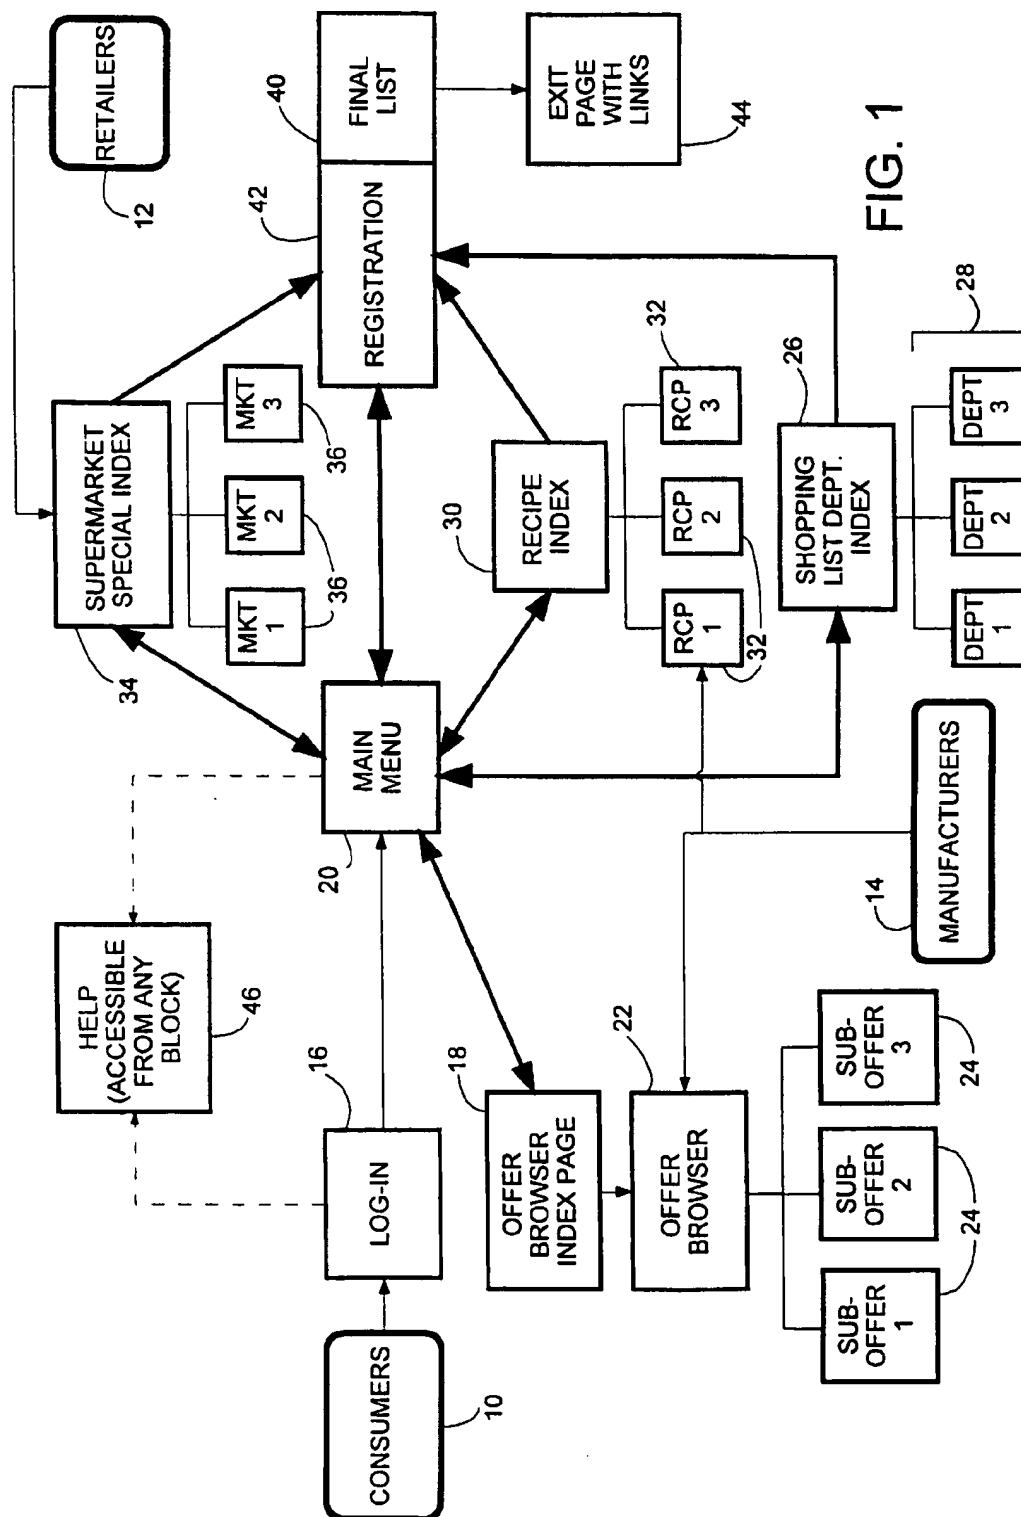 RETAILERS
12
SUPERMARKET
SPECIAL INDEX
34
MKT
1
MKT
2
MKT
3
36
36
HELP
(ACCESSIBLE
FROM ANY
BLOCK)
46
CONSUMERS
10
LOG-IN
16
MAIN
MENU
20
REGISTRATION
42
FINAL
LIST
40
EXIT
PAGE
WITH
LINKS
44
OFFER
BROWSER
INDEX PAGE
18
RECIPE
INDEX
30
OFFER
BROWSER
22
RCP
1
RCP
2
RCP
3
32
32
32
SUB-
OFFER
1
SUB-
OFFER
2
SUB-
OFFER
3
24
24
MANUFACTURERS
14
SHOPPING
LIST DEPT.
INDEX
26
DEPT
1
DEPT
2
DEPT
3
28
FIG. 1